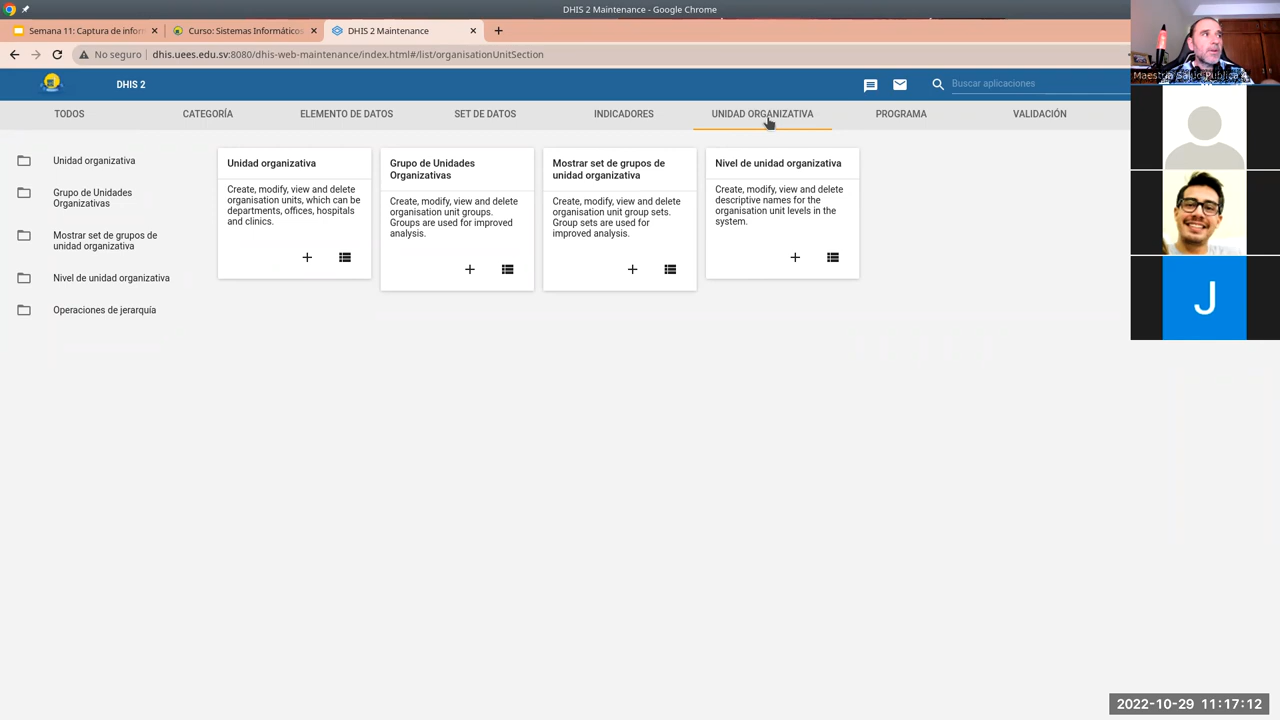 DHIS 2 Maintenance - Google Chrome
Semana 11: Captura de infor
Curso: Sistemas Informáticos
DHIS 2 Maintenance
No seguro
dhis.uees.edu.sv:8080/dhis-web-maintenance/index.html#/list/organisationUnitSection
DHIS 2
Buscar aplicaciones
Maestría Salud Pública 4
TODOS
CATEGORÍA
ELEMENTO DE DATOS
SET DE DATOS
INDICADORES
UNIDAD ORGANIZATIVA
PROGRAMA
VALIDACIÓN
Unidad organizativa
Grupo de Unidades
Organizativas
Mostrar set de grupos de
unidad organizativa
Nivel de unidad organizativa
Operaciones de jerarquía
Unidad organizativa
Create, modify, view and delete
organisation units, which can be
departments, offices, hospitals
and clinics.
Grupo de Unidades
Organizativas
Create, modify, view and delete
organisation unit groups.
Groups are used for improved
analysis.
Mostrar set de grupos de
unidad organizativa
Create, modify, view and delete
organisation unit group sets.
Group sets are used for
improved analysis.
Nivel de unidad organizativa
Create, modify, view and delete
descriptive names for the
organisation unit levels in the
system.
J
2022-10-29 11:17:12